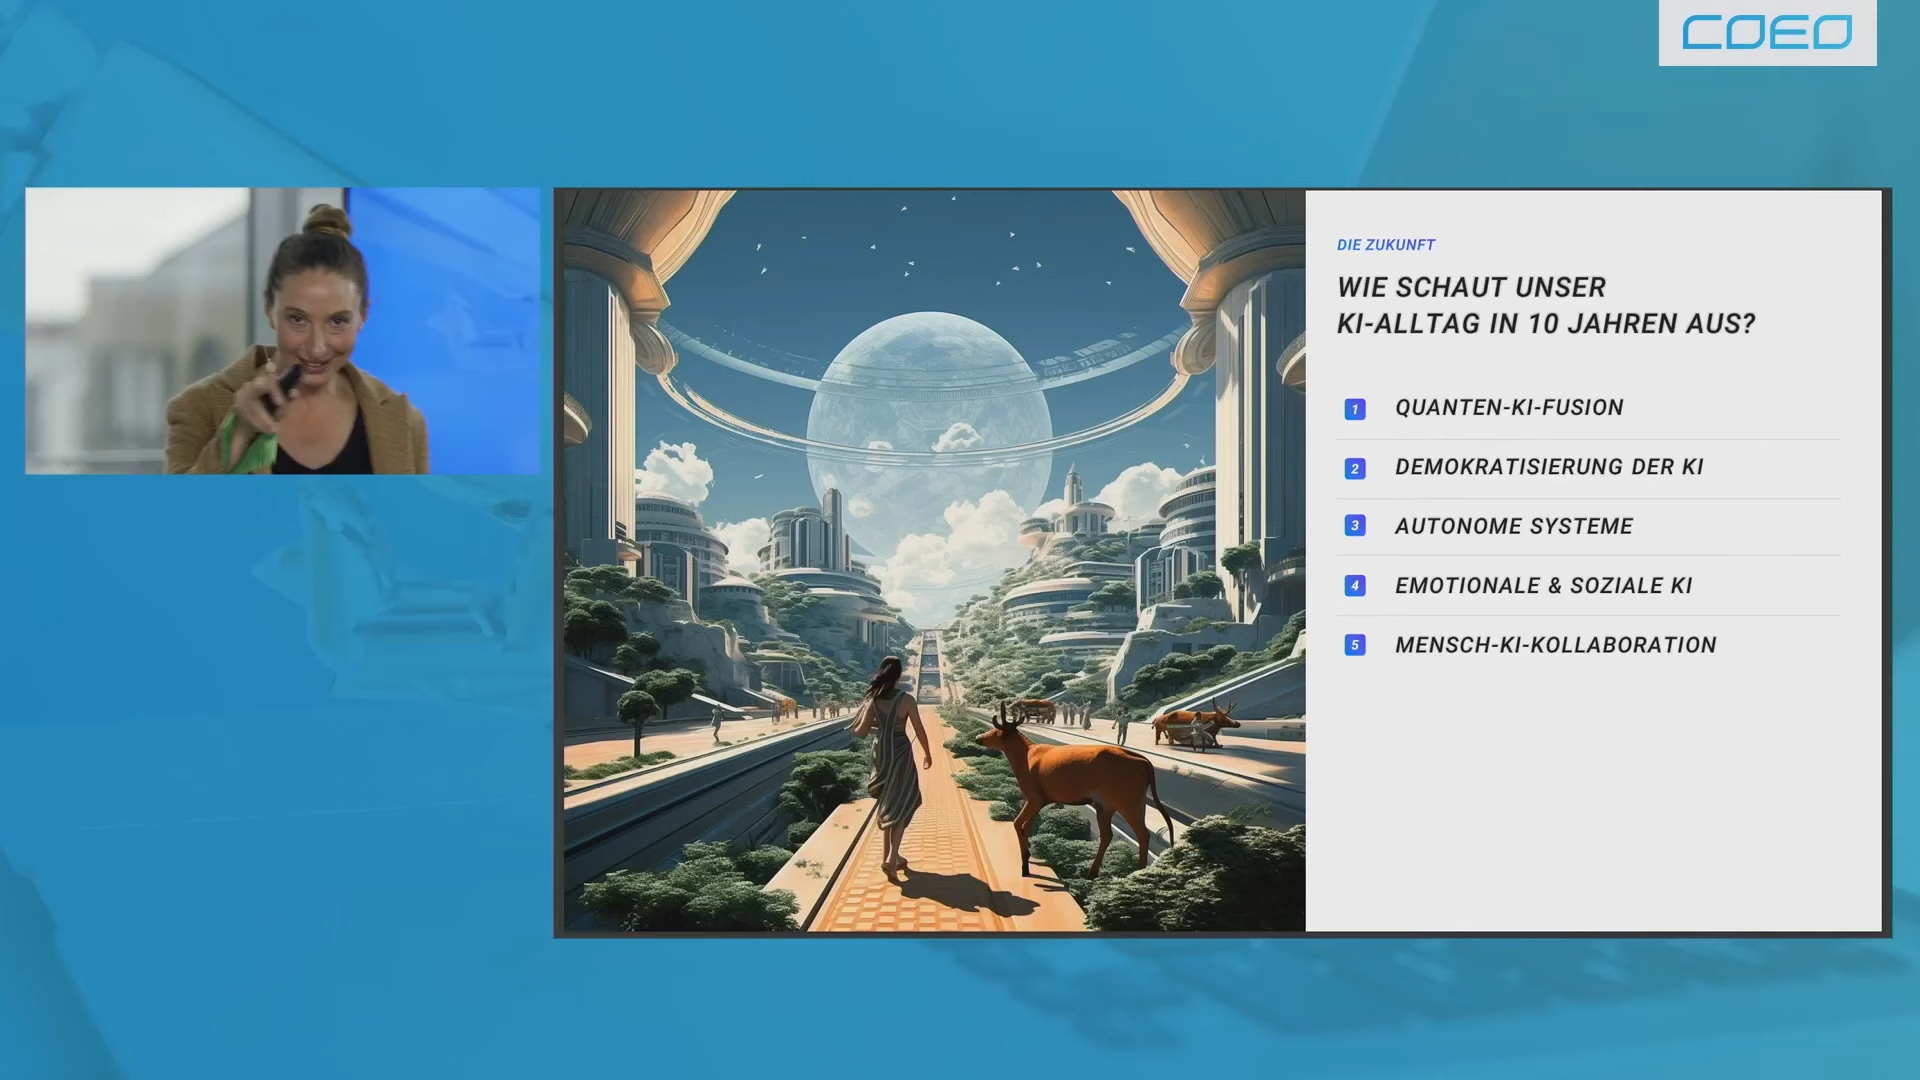 COEO
DIE ZUKUNFT
WIE SCHAUT UNSER
KI-ALLTAG IN 10 JAHREN AUS?
1 QUANTEN-KI-FUSION
2 DEMOKRATISIERUNG DER KI
3 AUTONOME SYSTEME
4 EMOTIONALE & SOZIALE KI
5 MENSCH-KI-KOLLABORATION